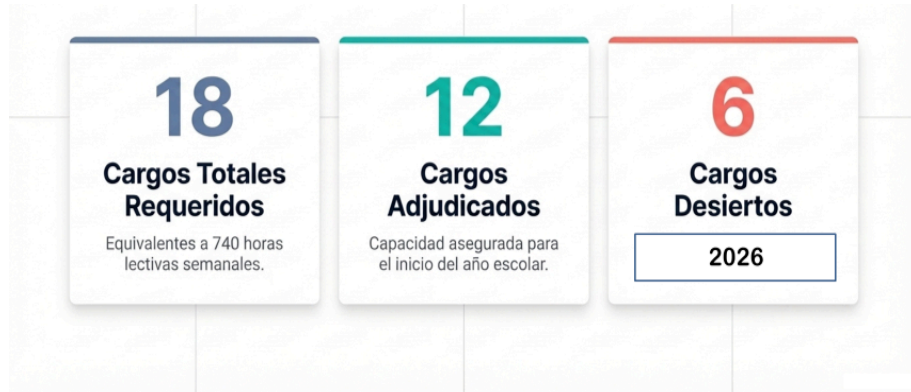 18
Cargos Totales
Requeridos
Equivalentes a 740 horas
lectivas semanales.
12
Cargos
Adjudicados
Capacidad asegurada para
el inicio del año escolar.
6
Cargos
Desiertos
2026